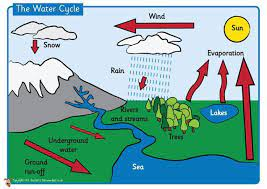 The Water Cycle
Wind
Sun
Snow
Evaporation
Rain
Rivers
and streams
Lakes
Trees
Underground
water
Ground
run-off
Sea